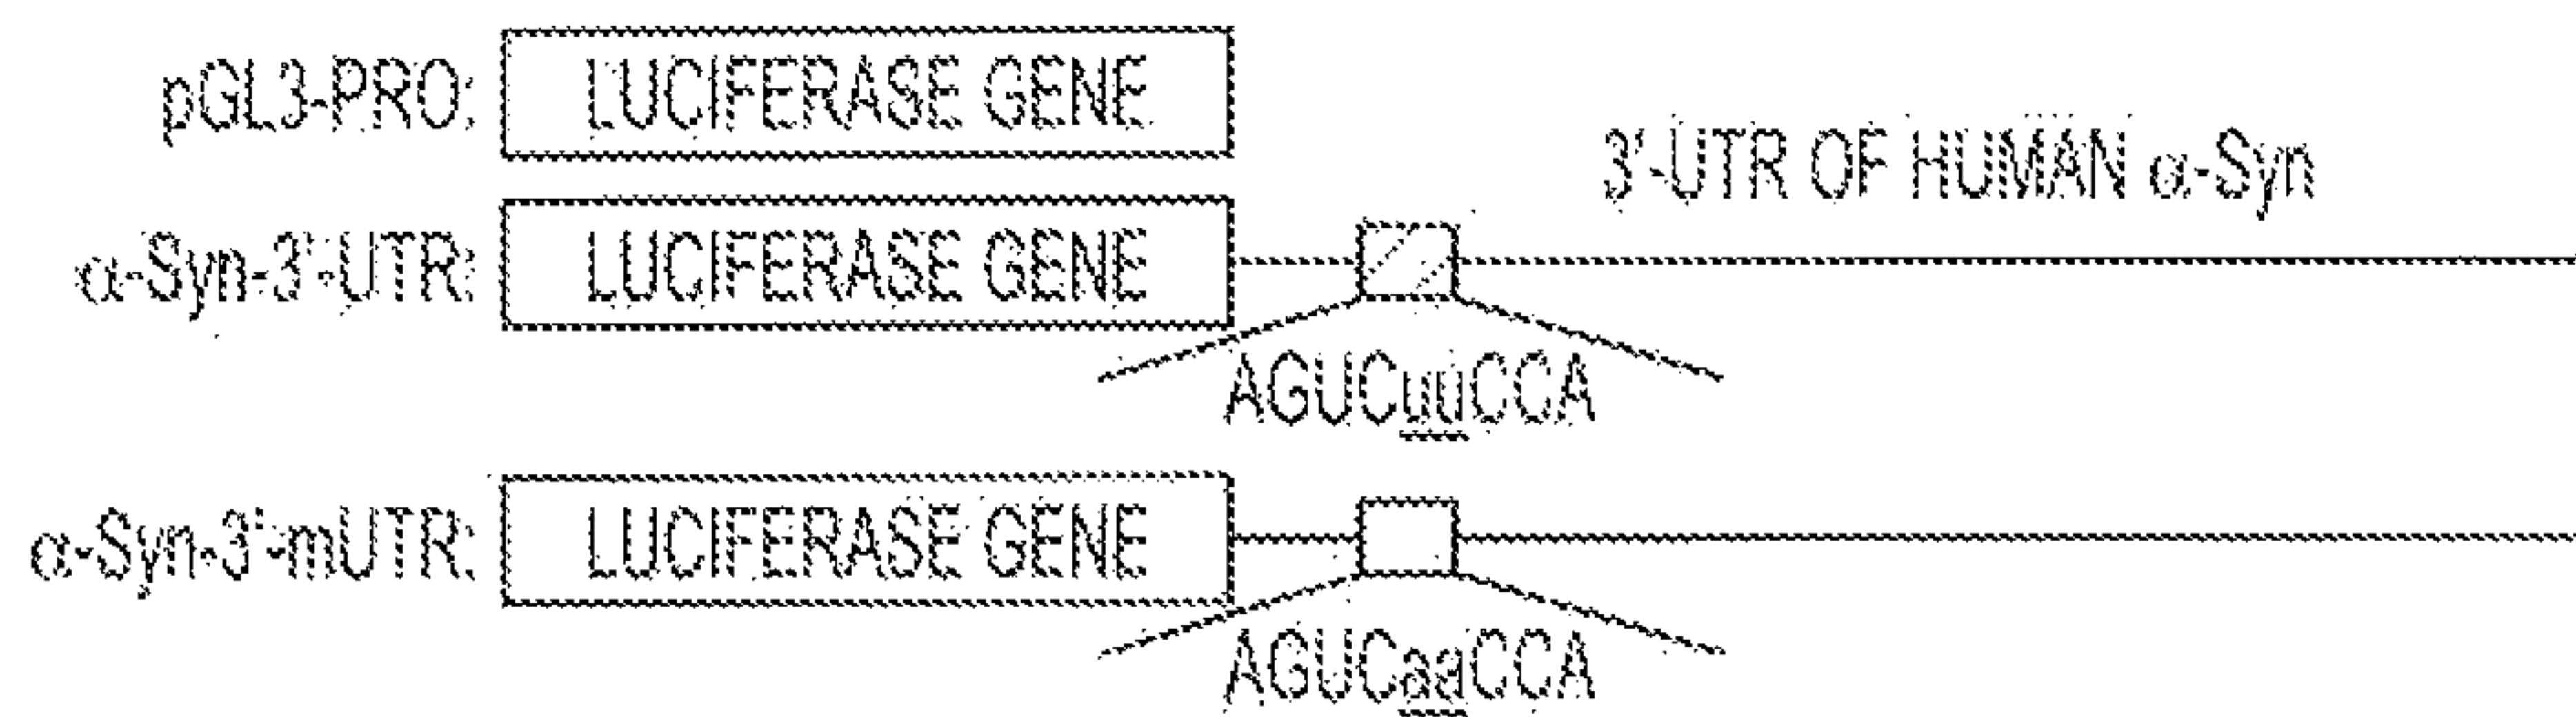 pGL3-PRO: LUCIFERASE GENE
3'-UTR OF HUMAN α-Syn
α-Syn-3'-UTR: LUCIFERASE GENE
AGUCuuCCA
α-Syn-3'-mUTR: LUCIFERASE GENE
AGUCaaCCA